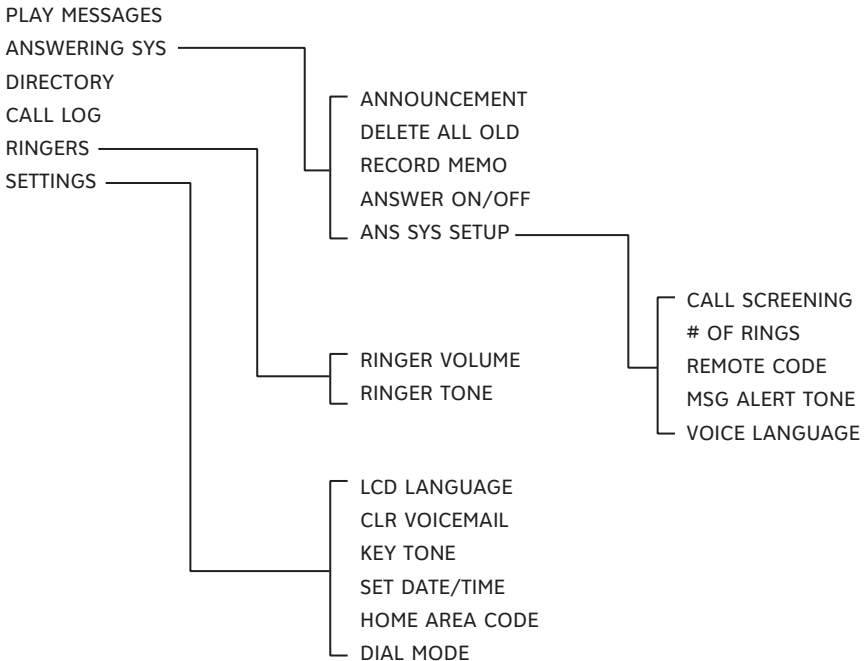 PLAY MESSAGES
ANSWERING SYS
DIRECTORY
CALL LOG
RINGERS
SETTINGS
ANNOUNCEMENT
DELETE ALL OLD
RECORD MEMO
ANSWER ON/OFF
ANS SYS SETUP
CALL SCREENING
# OF RINGS
REMOTE CODE
MSG ALERT TONE
VOICE LANGUAGE
RINGER VOLUME
RINGER TONE
LCD LANGUAGE
CLR VOICEMAIL
KEY TONE
SET DATE/TIME
HOME AREA CODE
DIAL MODE